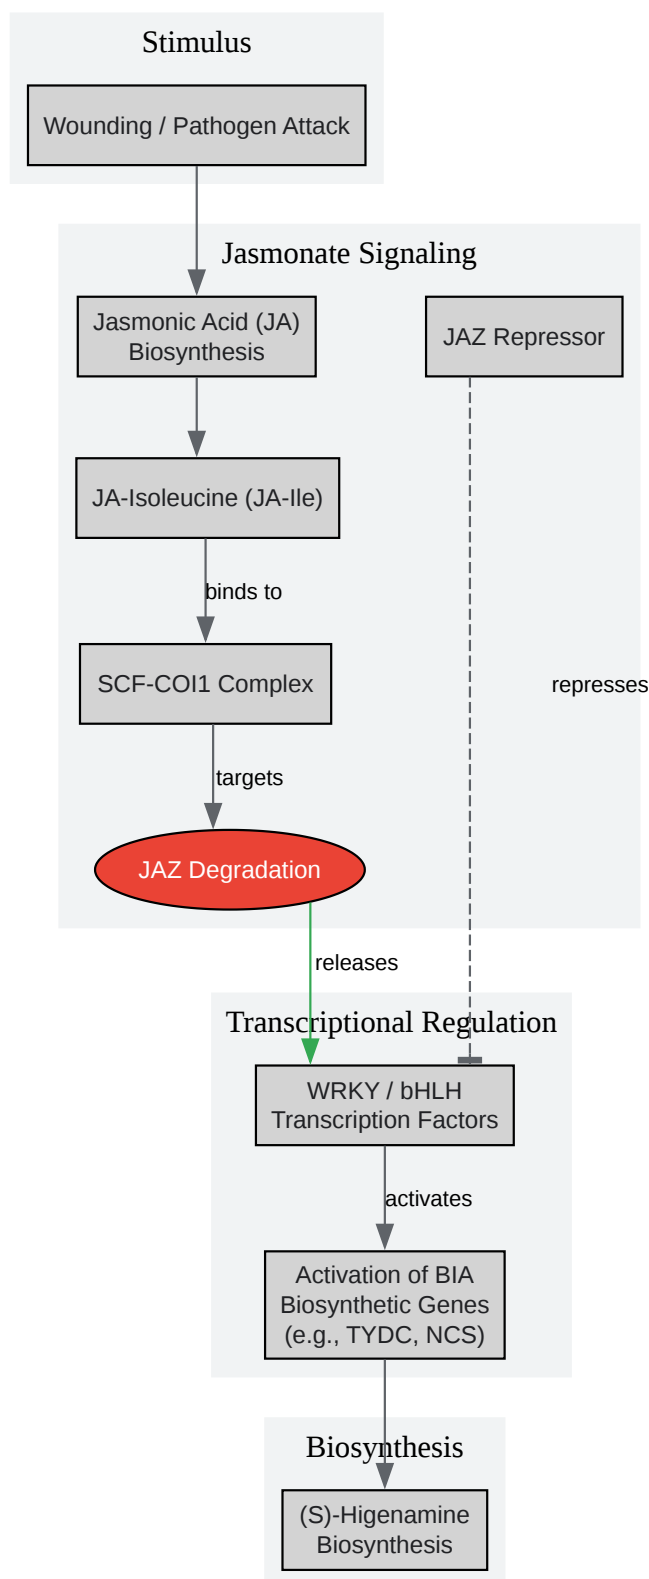 Stimulus
Wounding / Pathogen Attack
Jasmonate Signaling
Jasmonic Acid (JA)
Biosynthesis
JAZ Repressor
JA-Isoleucine (JA-Ile)
binds to
SCF-COI1 Complex
represses
targets
JAZ Degradation
releases
Transcriptional Regulation
WRKY / bHLH
Transcription Factors
activates
Activation of BIA
Biosynthetic Genes
(e.g., TYDC, NCS)
Biosynthesis
(S)-Higenamine
Biosynthesis